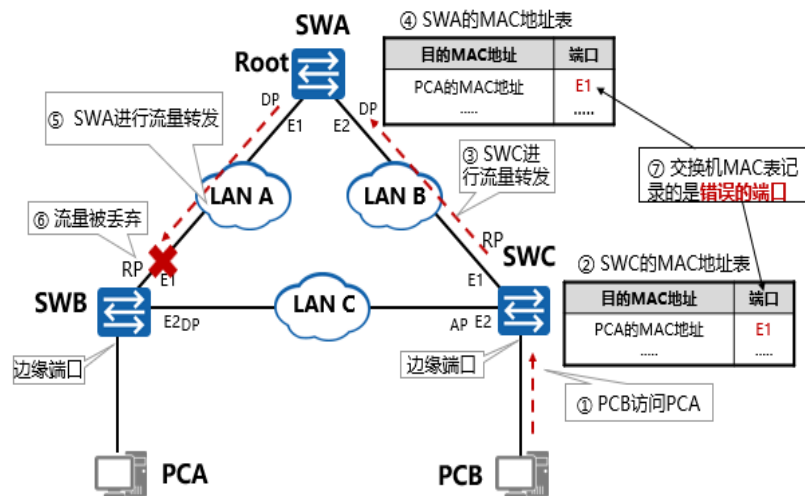 SWA
Root
④ SWA的MAC地址表
目的MAC地址
端口
PCA的MAC地址
E1
.....
.....
DP
DP
E1
E2
⑤ SWA进行流量转发
③ SWC进
行流量转发
⑦ 交换机MAC表记
录的是错误的端口
LAN A
LAN B
⑥ 流量被丢弃
RP
E1
RP
E1
SWB
SWC
② SWC的MAC地址表
目的MAC地址
端口
PCA的MAC地址
E1
.....
.....
LAN C
E2
DP
AP
E2
边缘端口
边缘端口
① PCB访问PCA
PCA
PCB